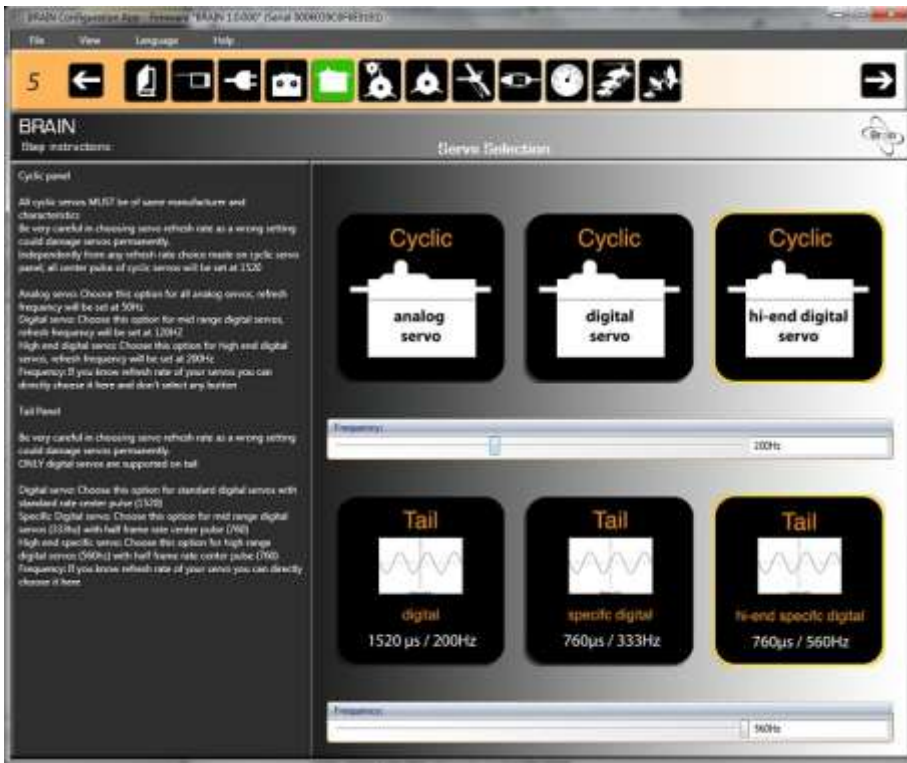 BRAIN Configuration App - Firmware "BRAIN 1.0.000"
File View Language Help
5
BRAIN
Step instructions:
Servo Selection
Brain
Cyclic panel
All cyclic servos MUST be of same manufacturer and
characteristics
Be very careful in choosing servo refresh rate as a wrong setting
could damage servos permanently.
Independently from any refresh rate choice made on cyclic servo
panel, all center pulse of cyclic servos will be set at 1520
Analog servo: Choose this option for all analog servos, refresh
frequency will be set at 50Hz
Digital servo: Choose this option for mid range digital servos,
refresh frequency will be set at 120HZ
High end digital servo: Choose this option for high end digital
servos, refresh frequency will be set at 200Hz
Frequency: If you know refresh rate of your servos you can
directly choose it here and don't select any button
Tail Panel
Be very careful in choosing servo refresh rate as a wrong setting
could damage servos permanently.
ONLY digital servos are supported on tail
Digital servo: Choose this option for standard digital servos with
standard rate center pulse (1520)
Specific Digital servo: Choose this option for mid range digital
servos (333hz) with half frame rate center pulse (760)
High end specific servo: Choose this option for high range
digital servos (560hz) with half frame rate center pulse (760)
Frequency: If you know refresh rate of your servo you can directly
choose it here
Cyclic
analog
servo
Cyclic
digital
servo
Cyclic
hi-end digital
servo
Frequency:
200Hz
Tail
digital
1520 µs / 200Hz
Tail
specifc digital
760µs / 333Hz
Tail
hi-end specifc digital
760µs / 560Hz
Frequency:
560Hz